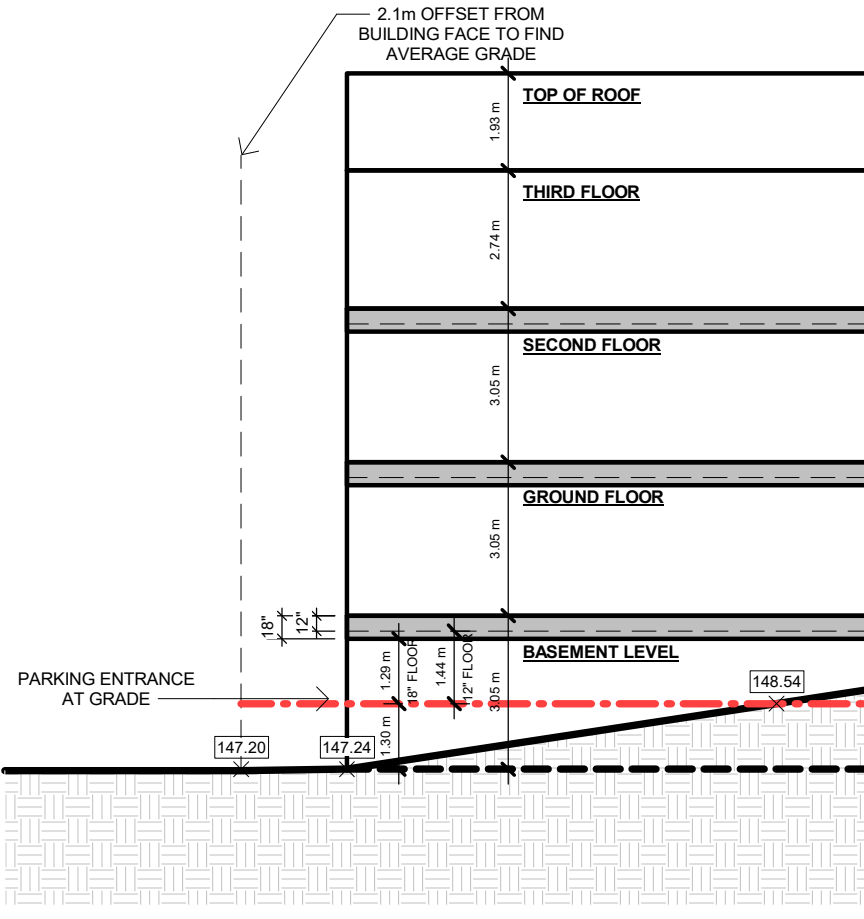 2.1m OFFSET FROM
BUILDING FACE TO FIND
AVERAGE GRADE
TOP OF ROOF
1.93 m
THIRD FLOOR
2.74 m
SECOND FLOOR
3.05 m
GROUND FLOOR
3.05 m
18"
12"
BASEMENT LEVEL
1.29 m
18" FLOOR
1.44 m
12" FLOOR
3.05 m
PARKING ENTRANCE
AT GRADE
148.54
1.30 m
147.20
147.24